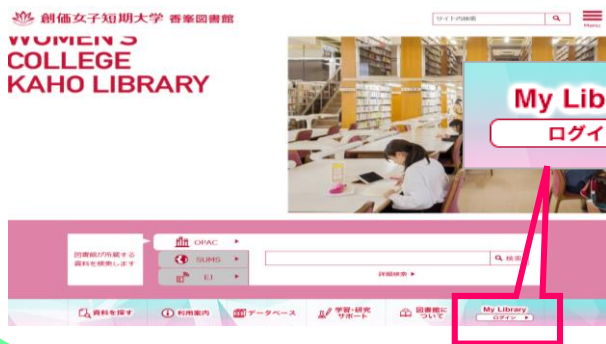 創価女子短期大学 香峯図書館
サイト内検索
Menu
WOMEN'S
COLLEGE
KAHO LIBRARY
My Lib
ログイ
図書館が所蔵する
資料を検索します
OPAC
SUMS
EJ
検索
詳細検索
資料を探す
利用案内
データベース
学習・研究
サポート
図書館に
ついて
My Library
ログイン